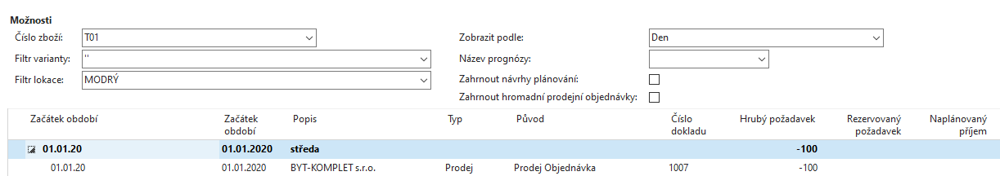 Možnosti
Číslo zboží: T01 Zobrazit podle: Den
Filtr varianty: '' Název prognózy:
Filtr lokace: MODRÝ Zahrnout návrhy plánování:
Zahrnout hromadní prodejní objednávky:
Začátek období Začátek období Popis Typ Původ Číslo dokladu Hrubý požadavek Rezervovaný požadavek Naplánovaný příjem
01.01.20 01.01.2020 středa -100
01.01.20 01.01.2020 BYT-KOMPLET s.r.o. Prodej Prodej Objednávka 1007 -100